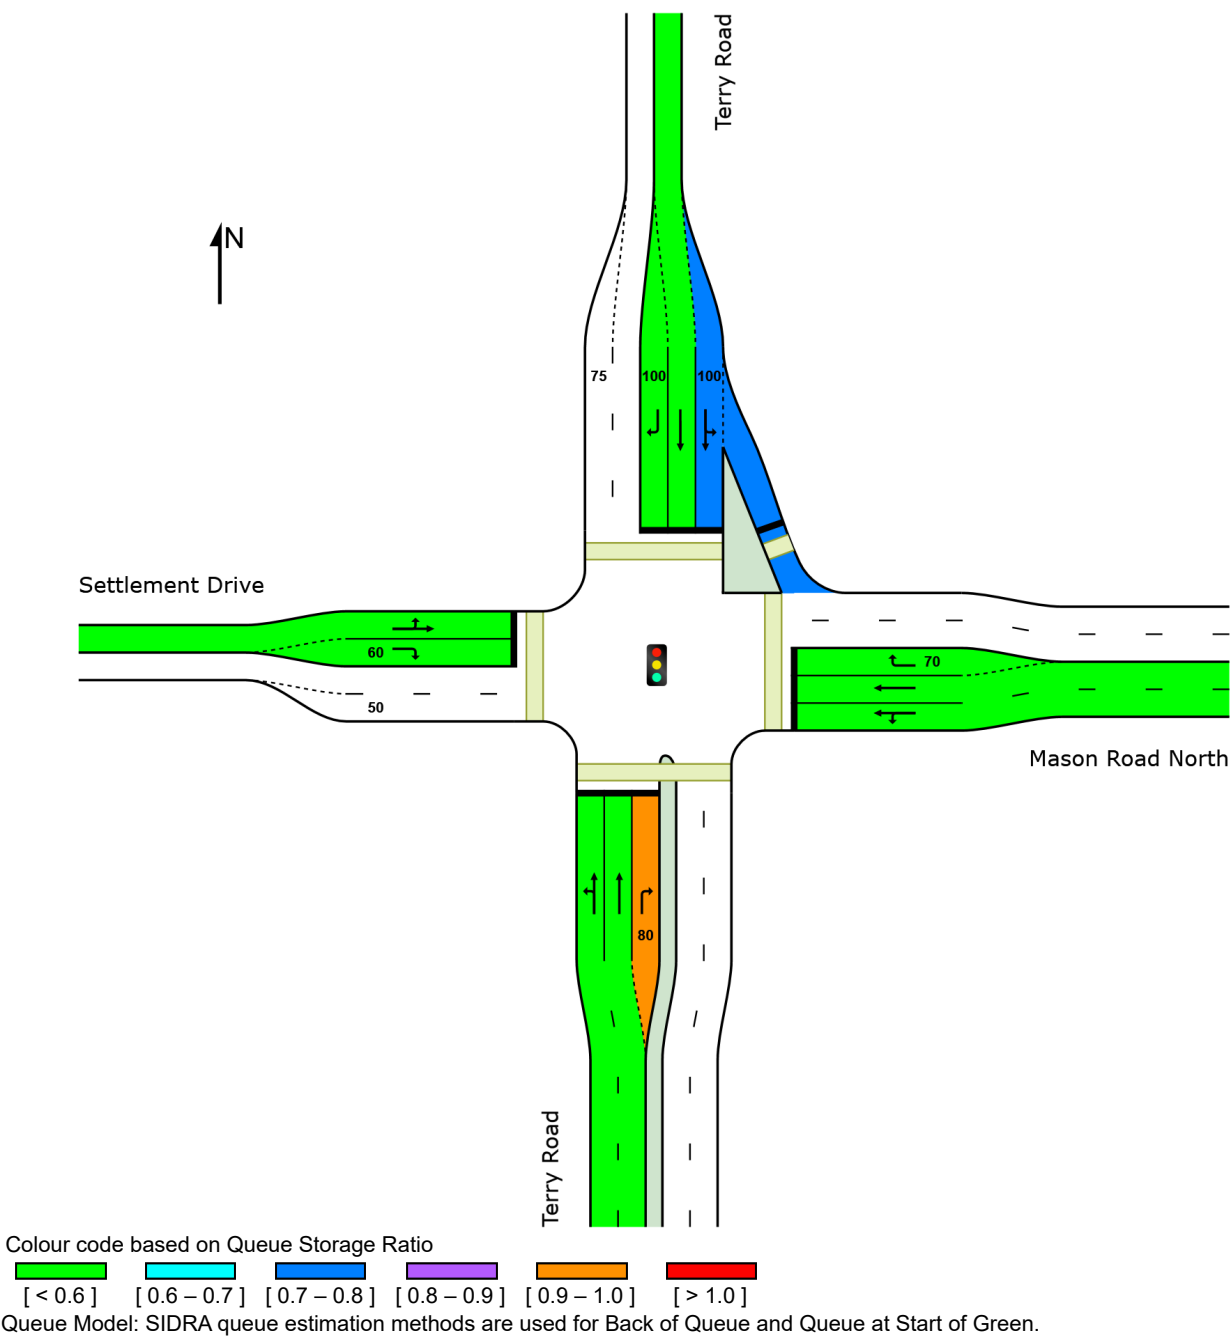 Terry Road
N
75
100
100
Settlement Drive
60
50
70
Mason Road North
80
Terry Road
Colour code based on Queue Storage Ratio
[ < 0.6 ] [ 0.6 – 0.7 ] [ 0.7 – 0.8 ] [ 0.8 – 0.9 ] [ 0.9 – 1.0 ] [ > 1.0 ]
Queue Model: SIDRA queue estimation methods are used for Back of Queue and Queue at Start of Green.